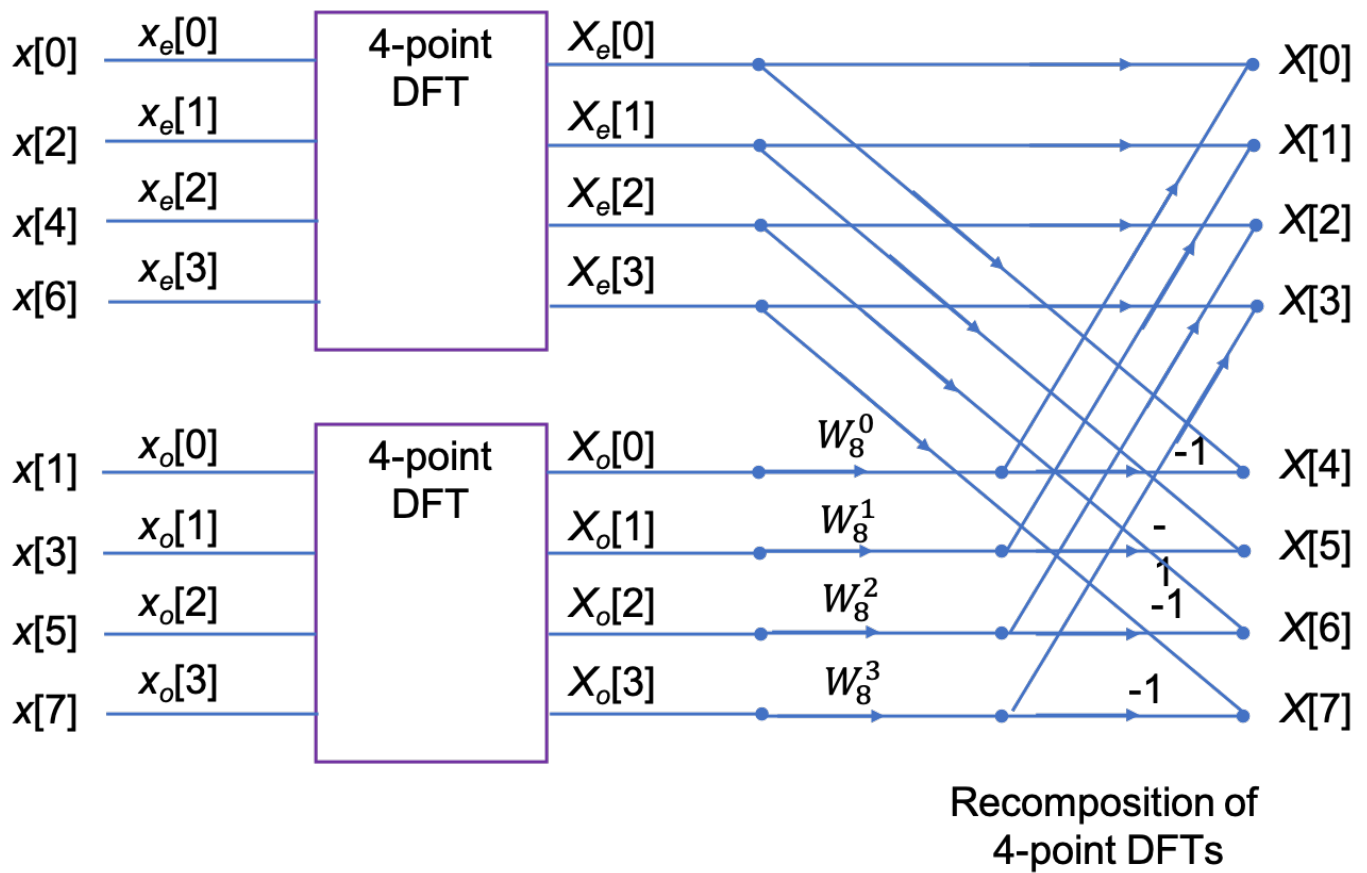 x[0] xₑ[0] 4-point Xₑ[0] X[0]
DFT
x[2] xₑ[1] Xₑ[1] X[1]
x[4] xₑ[2] Xₑ[2] X[2]
x[6] xₑ[3] Xₑ[3] X[3]
x[1] xₒ[0] 4-point Xₒ[0] W₈⁰ -1 X[4]
DFT
x[3] xₒ[1] Xₒ[1] W₈¹ - X[5]
1
x[5] xₒ[2] Xₒ[2] W₈² -1 X[6]
x[7] xₒ[3] Xₒ[3] W₈³ -1 X[7]
Recomposition of
4-point DFTs